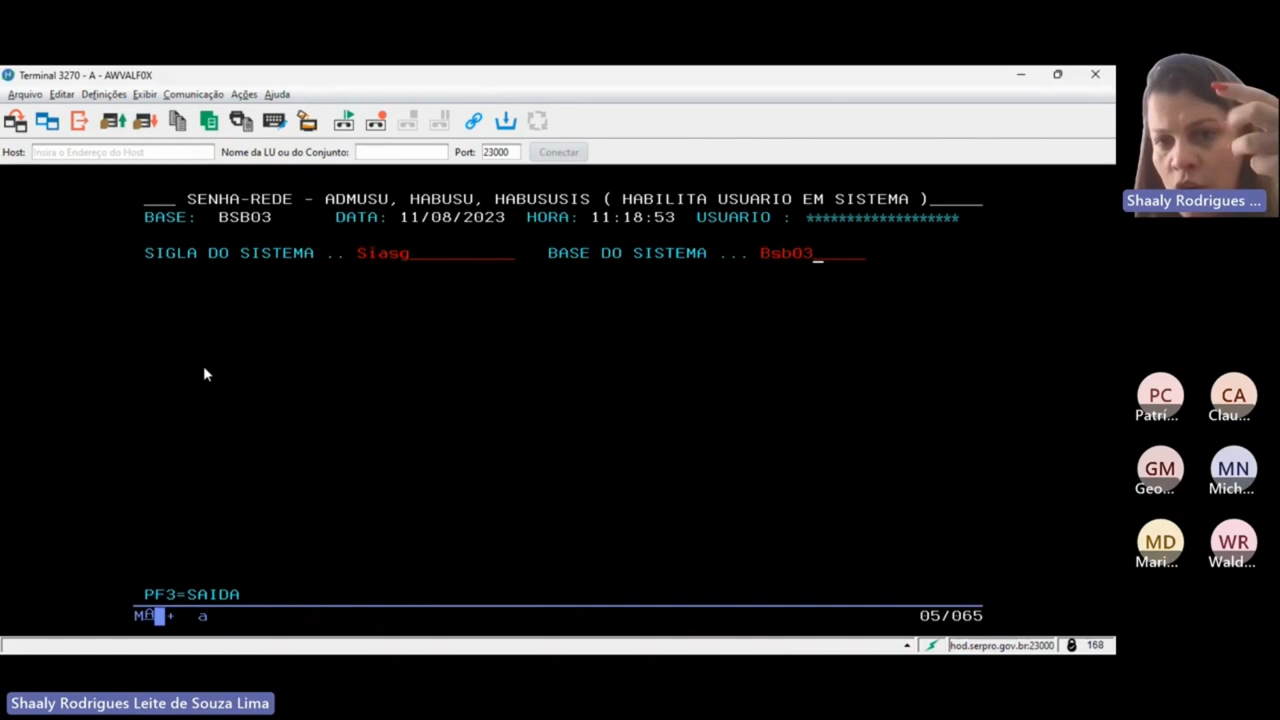 Terminal 3270 - A - AWVALF0X
Arquivo Editar Definições Exibir Comunicação Ações Ajuda
Host: Insira o Endereço do Host Nome da LU ou do Conjunto: Port: 23000 Conectar
Shaaly Rodrigues ...
___ SENHA-REDE - ADMUSU, HABUSU, HABUSUSIS ( HABILITA USUARIO EM SISTEMA )_____
BASE: BSB03 DATA: 11/08/2023 HORA: 11:18:53 USUARIO : *******************
SIGLA DO SISTEMA .. Siasg__________ BASE DO SISTEMA ... Bsb03_____
PC CA
Patrí... Clau...
GM MN
Geo... Mich...
MD WR
Mari... Wald...
PF3=SAIDA
MA + a 05/065
hod.serpro.gov.br:23000 168
Shaaly Rodrigues Leite de Souza Lima